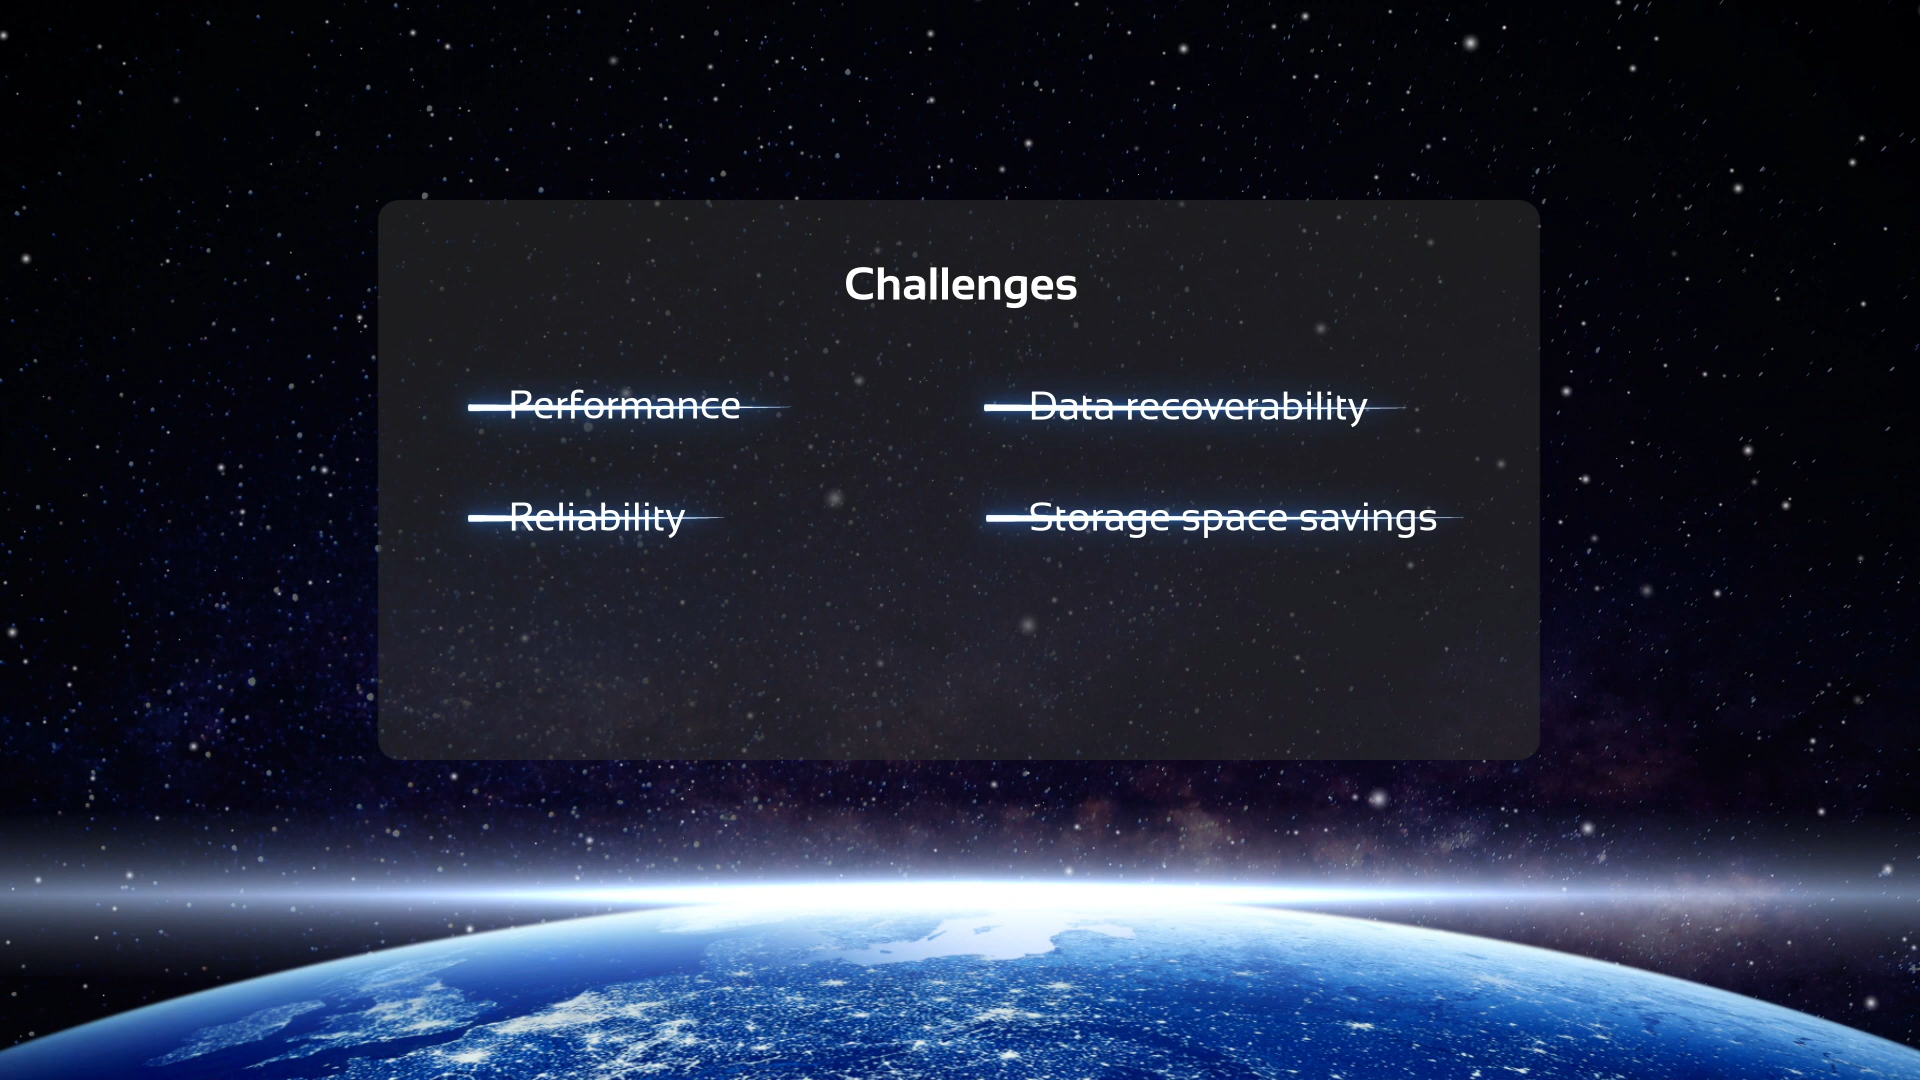 Challenges
Performance
Data recoverability
Reliability
Storage space savings